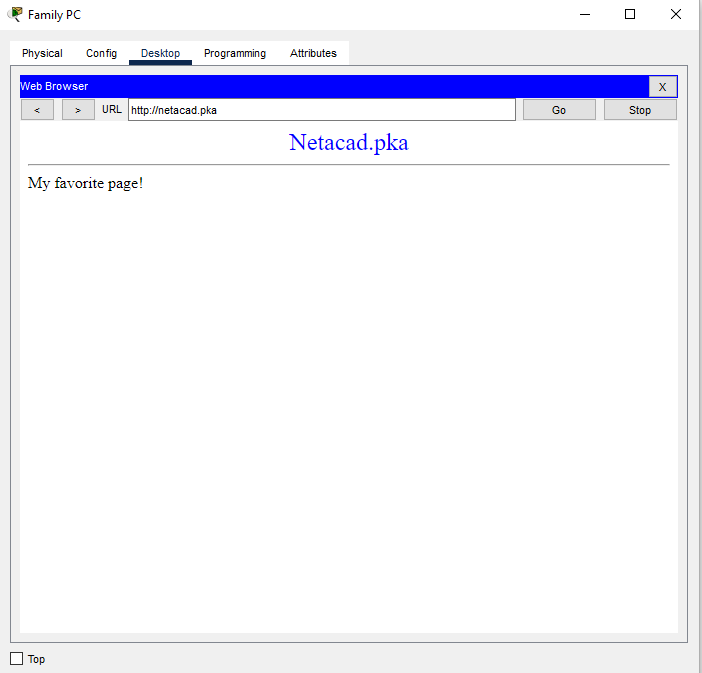 Family PC
Physical Config Desktop Programming Attributes
Web Browser X
< > URL http://netacad.pka Go Stop
Netacad.pka
My favorite page!
Top